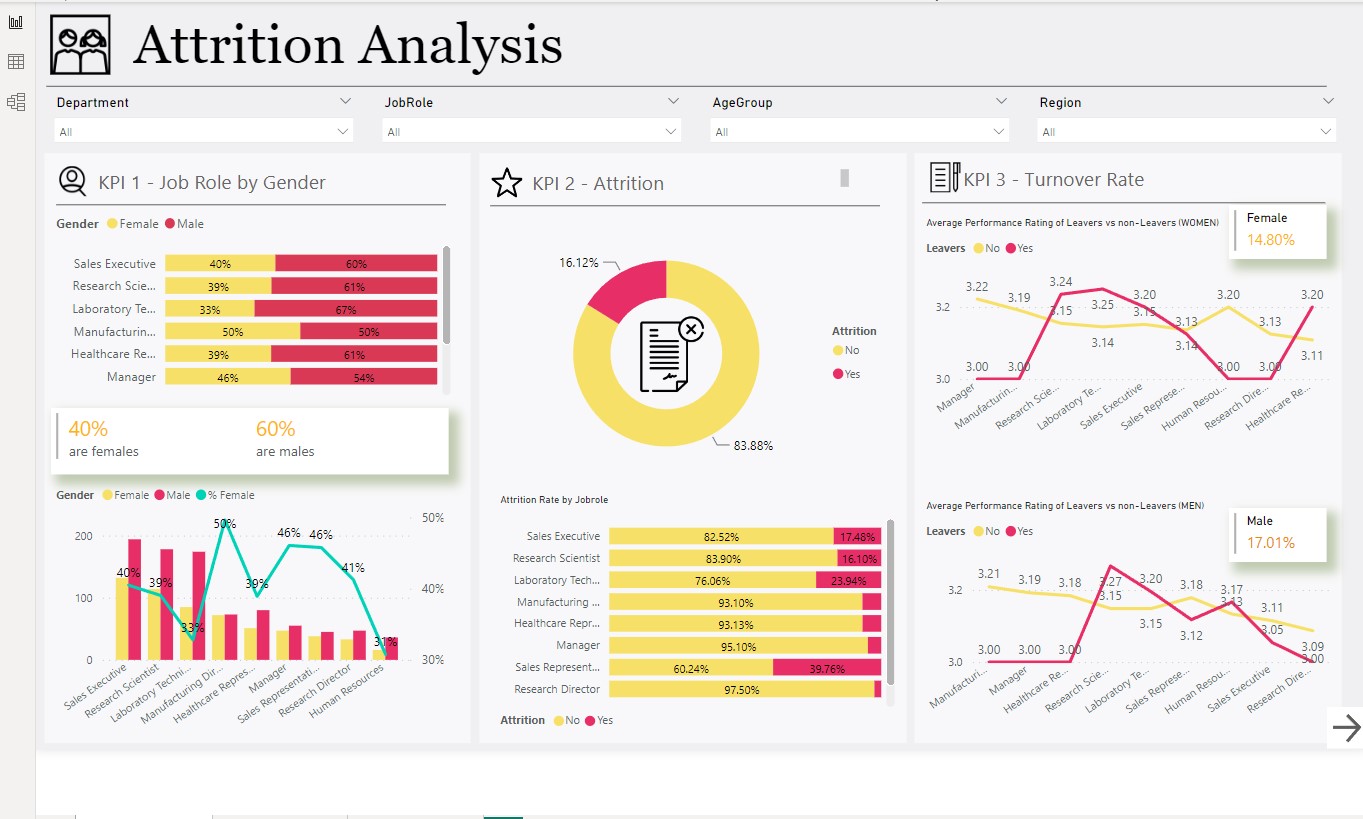 Attrition Analysis
Department JobRole AgeGroup Region
All All All All
KPI 1 - Job Role by Gender
Gender Female Male
Sales Executive 40% 60%
Research Scie... 39% 61%
Laboratory Te... 33% 67%
Manufacturin... 50% 50%
Healthcare Re... 39% 61%
Manager 46% 54%
40% 60%
are females are males
Gender Female Male % Female
200
100
0
50%
40%
30%
40% 39% 33% 50% 39% 46% 46% 41% 31%
Sales Executive
Research Scientist
Laboratory Techni...
Manufacturing Dir...
Healthcare Repres...
Manager
Sales Representati...
Research Director
Human Resources
KPI 2 - Attrition
16.12%
83.88%
Attrition
No
Yes
Attrition Rate by Jobrole
Sales Executive 82.52% 17.48%
Research Scientist 83.90% 16.10%
Laboratory Tech... 76.06% 23.94%
Manufacturing ... 93.10%
Healthcare Repr... 93.13%
Manager 95.10%
Sales Represent... 60.24% 39.76%
Research Director 97.50%
Attrition No Yes
KPI 3 - Turnover Rate
Average Performance Rating of Leavers vs non-Leavers (WOMEN)
Female
14.80%
Leavers No Yes
3.2
3.0
3.22 3.19 3.15 3.14 3.15 3.13 3.20 3.13 3.11
3.00 3.00 3.24 3.25 3.20 3.14 3.00 3.00 3.20
Manager
Manufacturin...
Research Scie...
Laboratory Te...
Sales Executive
Sales Represe...
Human Resou...
Research Dire...
Healthcare Re...
Average Performance Rating of Leavers vs non-Leavers (MEN)
Male
17.01%
Leavers No Yes
3.2
3.0
3.21 3.19 3.18 3.15 3.15 3.18 3.13 3.11 3.09
3.00 3.00 3.00 3.27 3.20 3.12 3.17 3.05 3.00
Manufacturi...
Manager
Healthcare Re...
Research Scie...
Laboratory Te...
Sales Represe...
Human Resou...
Sales Executive
Research Dire...